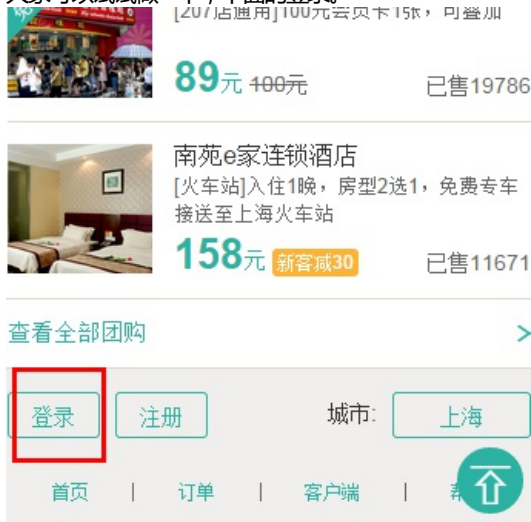 [207店通用]100元会员卡1张，可叠加
89元 100元 已售19786
南苑e家连锁酒店
[火车站]入住1晚，房型2选1，免费专车
接送至上海火车站
158元 新客减30 已售11671
查看全部团购
登录 注册 城市: 上海
首页 | 订单 | 客户端 |